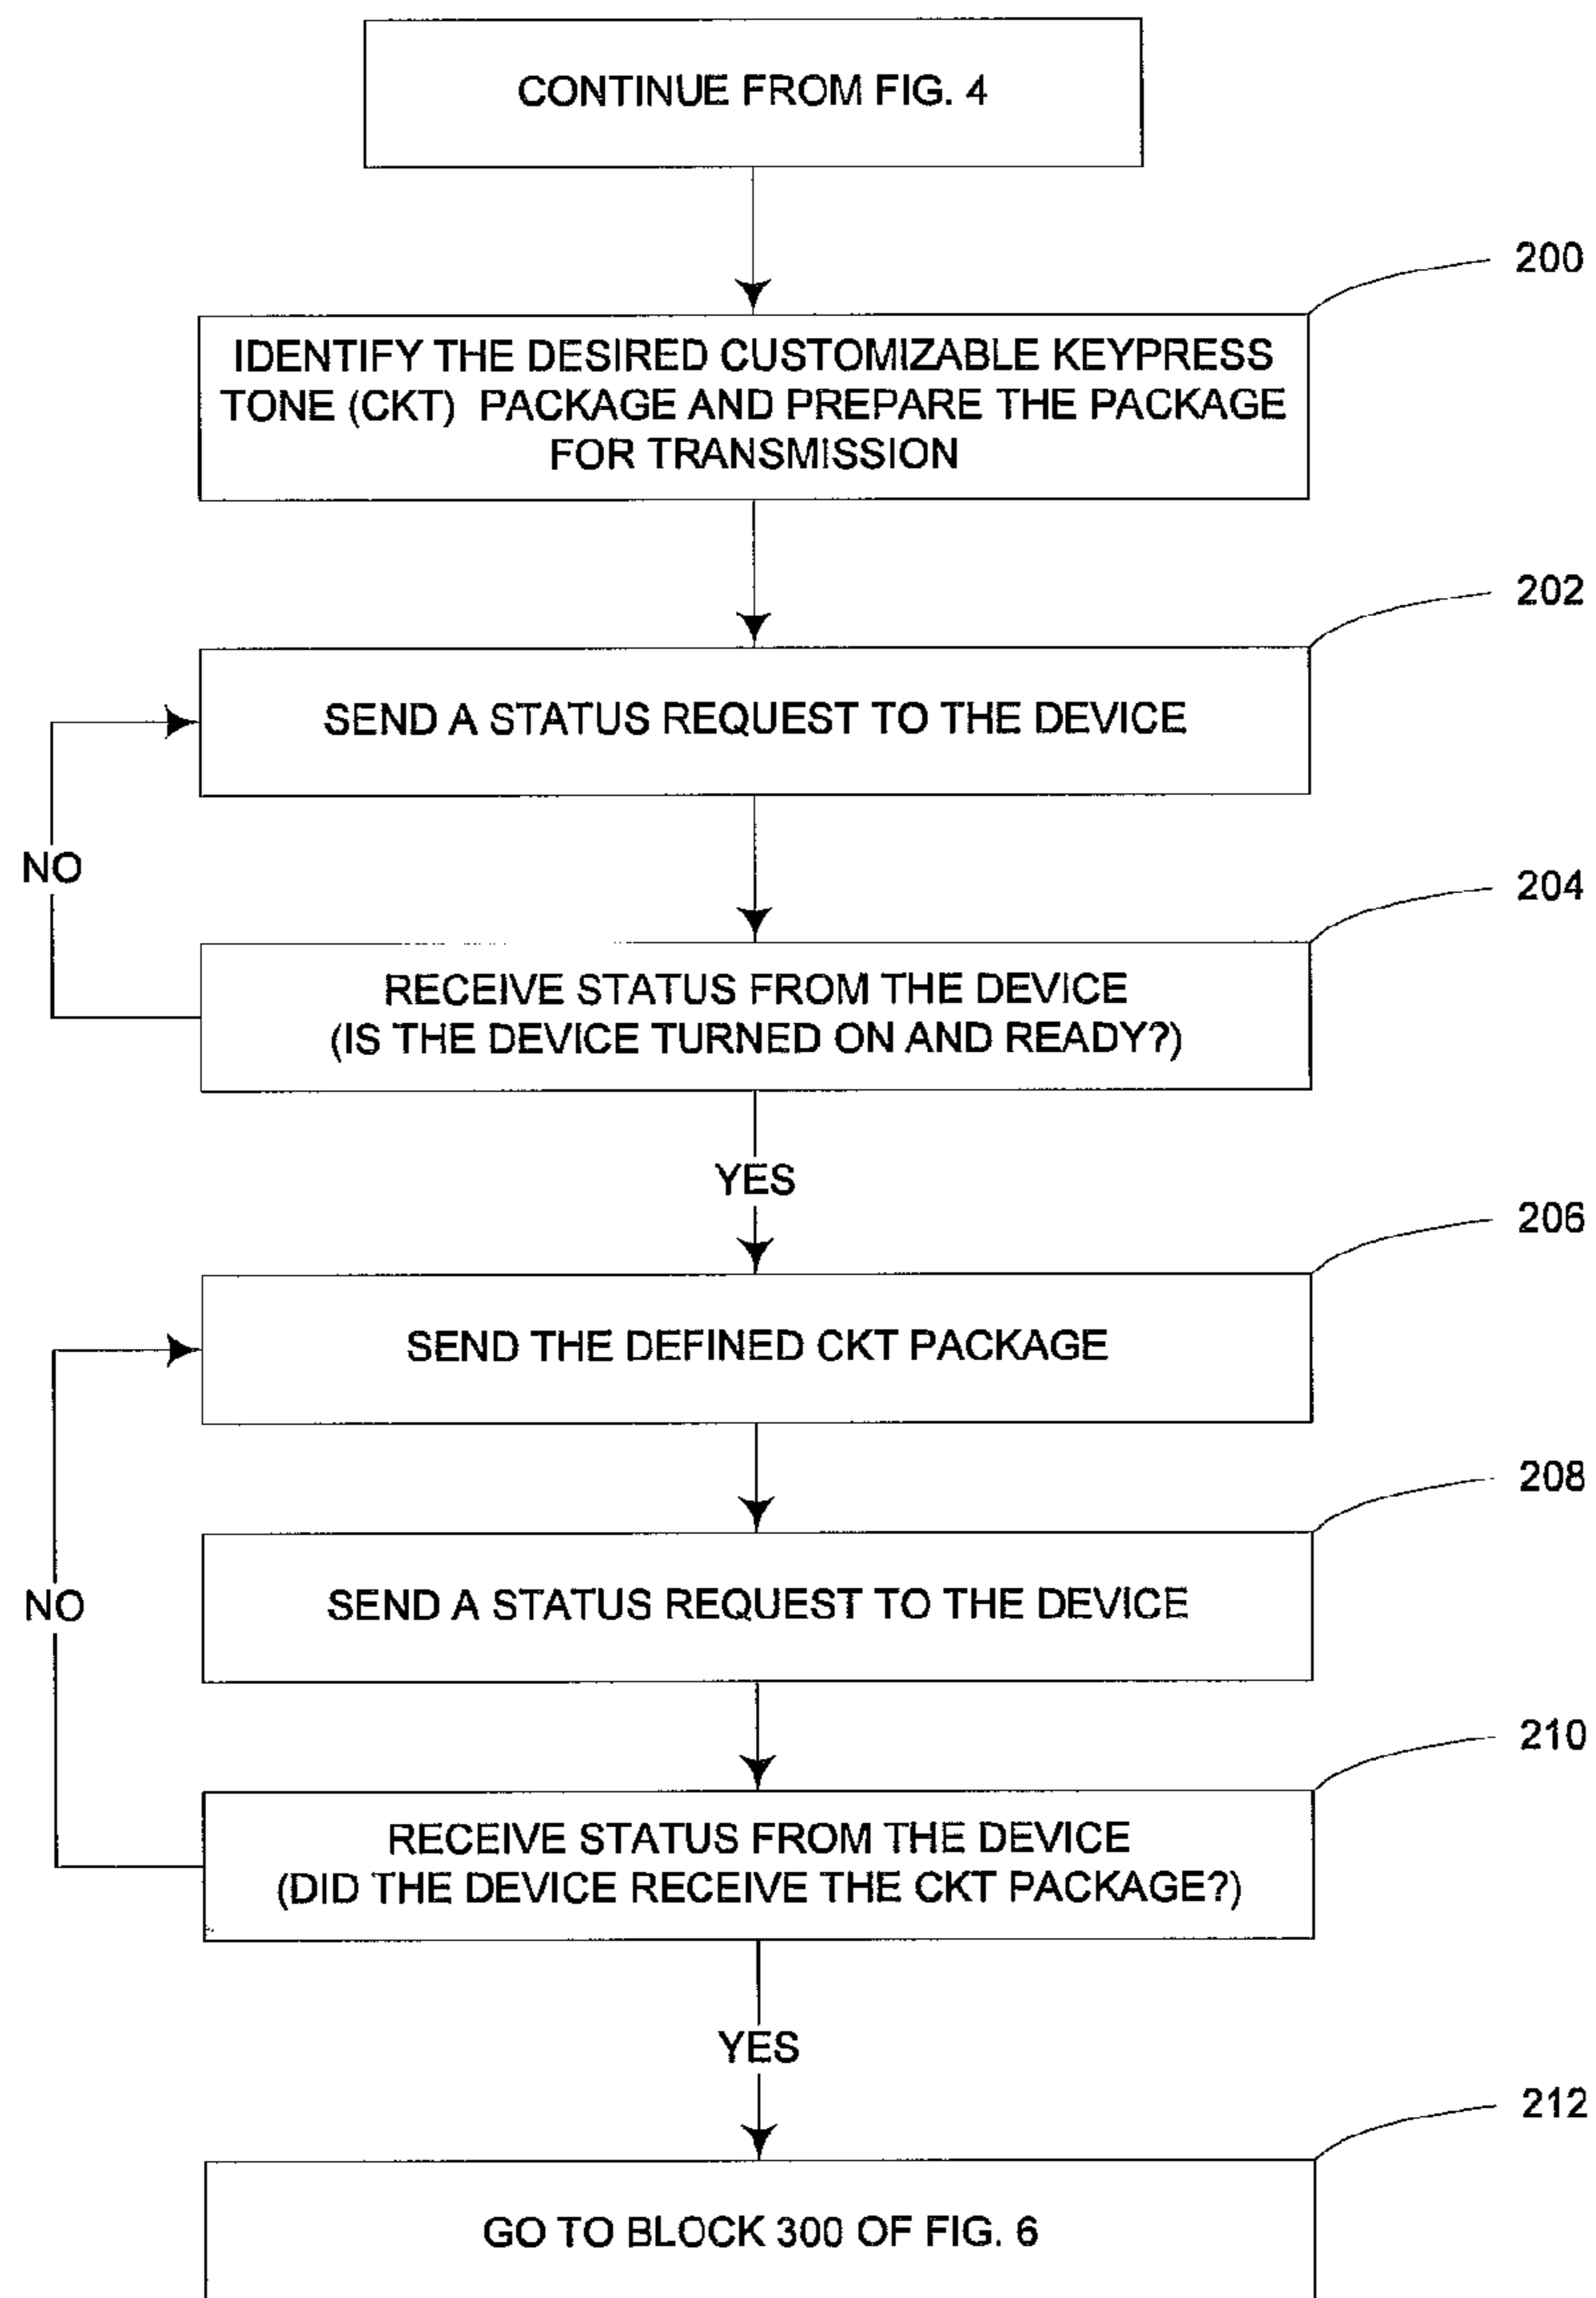 CONTINUE FROM FIG. 4
200
IDENTIFY THE DESIRED CUSTOMIZABLE KEYPRESS
TONE (CKT) PACKAGE AND PREPARE THE PACKAGE
FOR TRANSMISSION
202
SEND A STATUS REQUEST TO THE DEVICE
NO
204
RECEIVE STATUS FROM THE DEVICE
(IS THE DEVICE TURNED ON AND READY?)
YES
206
SEND THE DEFINED CKT PACKAGE
208
SEND A STATUS REQUEST TO THE DEVICE
NO
210
RECEIVE STATUS FROM THE DEVICE
(DID THE DEVICE RECEIVE THE CKT PACKAGE?)
YES
212
GO TO BLOCK 300 OF FIG. 6